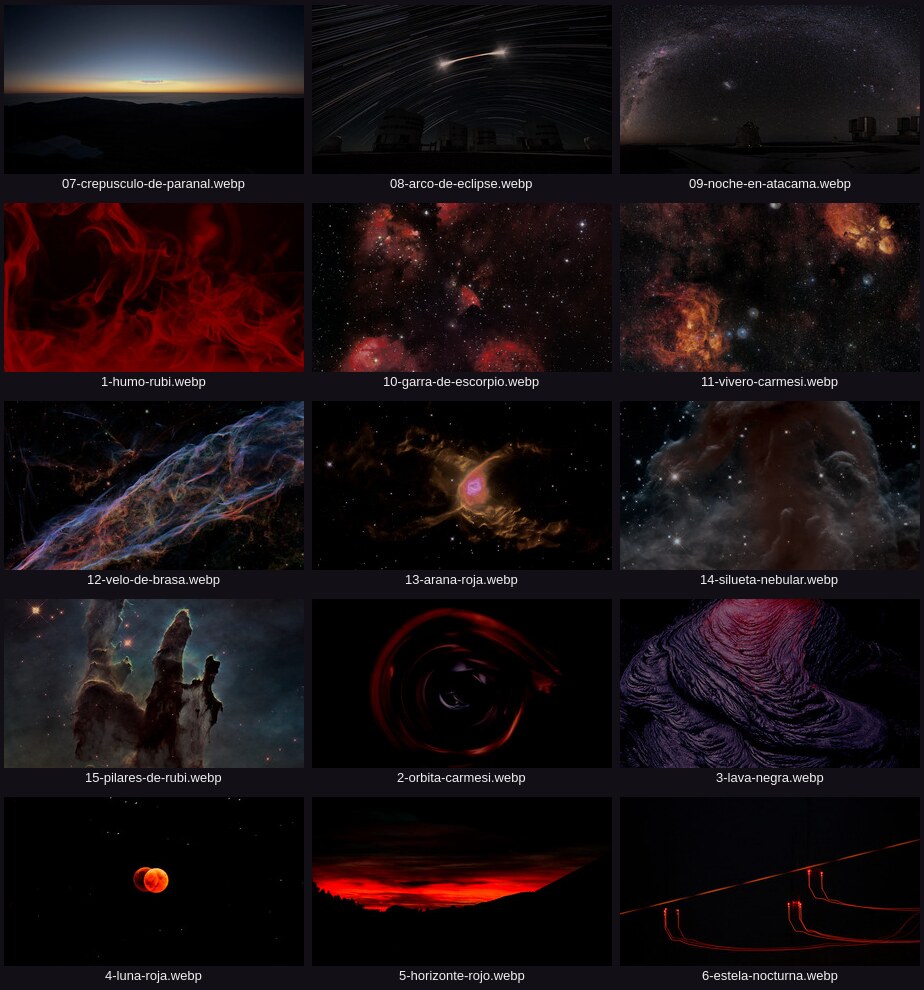 07-crepusculo-de-paranal.webp
08-arco-de-eclipse.webp
09-noche-en-atacama.webp
1-humo-rubi.webp
10-garra-de-escorpio.webp
11-vivero-carmesi.webp
12-velo-de-brasa.webp
13-arana-roja.webp
14-silueta-nebular.webp
15-pilares-de-rubi.webp
2-orbita-carmesi.webp
3-lava-negra.webp
4-luna-roja.webp
5-horizonte-rojo.webp
6-estela-nocturna.webp